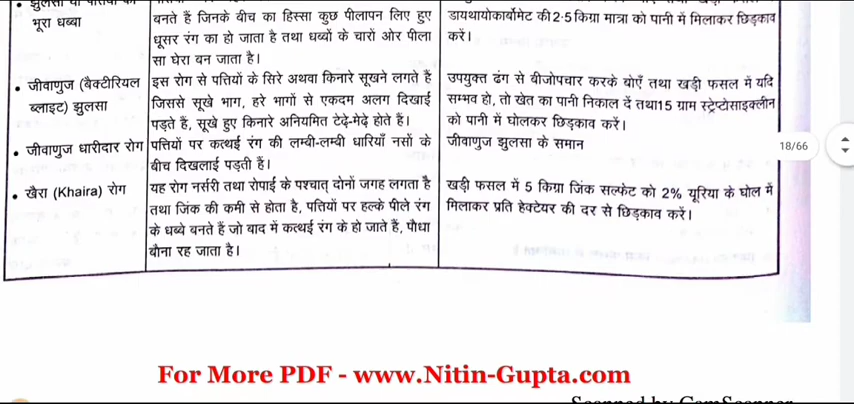 भूरा धब्बा
बनते हैं जिनके बीच का हिस्सा कुछ पीलापन लिए हुए
धूसर रंग का हो जाता है तथा धब्बों के चारों ओर पीला
सा घेरा बन जाता है।
डायथायोकार्बामेट की 2·5 किग्रा मात्रा को पानी में मिलाकर छिड़काव
करें।
• जीवाणुज (बैक्टीरियल
ब्लाइट) झुलसा
इस रोग से पत्तियों के सिरे अथवा किनारे सूखने लगते हैं
जिससे सूखे भाग, हरे भागों से एकदम अलग दिखाई
पड़ते हैं, सूखे हुए किनारे अनियमित टेढ़े-मेढ़े होते हैं।
उपयुक्त ढंग से बीजोपचार करके बोएँ तथा खड़ी फसल में यदि
सम्भव हो, तो खेत का पानी निकाल दें तथा 15 ग्राम स्ट्रेप्टोसाइक्लीन
को पानी में घोलकर छिड़काव करें।
• जीवाणुज धारीदार रोग
पत्तियों पर कत्थई रंग की लम्बी-लम्बी धारियाँ नसों के
बीच दिखलाई पड़ती हैं।
जीवाणुज झुलसा के समान
• खैरा (Khaira) रोग
यह रोग नर्सरी तथा रोपाई के पश्चात् दोनों जगह लगता है
तथा जिंक की कमी से होता है, पत्तियों पर हल्के पीले रंग
के धब्बे बनते हैं जो बाद में कत्थई रंग के हो जाते हैं, पौधा
बौना रह जाता है।
खड़ी फसल में 5 किग्रा जिंक सल्फेट को 2% यूरिया के घोल में
मिलाकर प्रति हेक्टेयर की दर से छिड़काव करें।
18/66
For More PDF - www.Nitin-Gupta.com